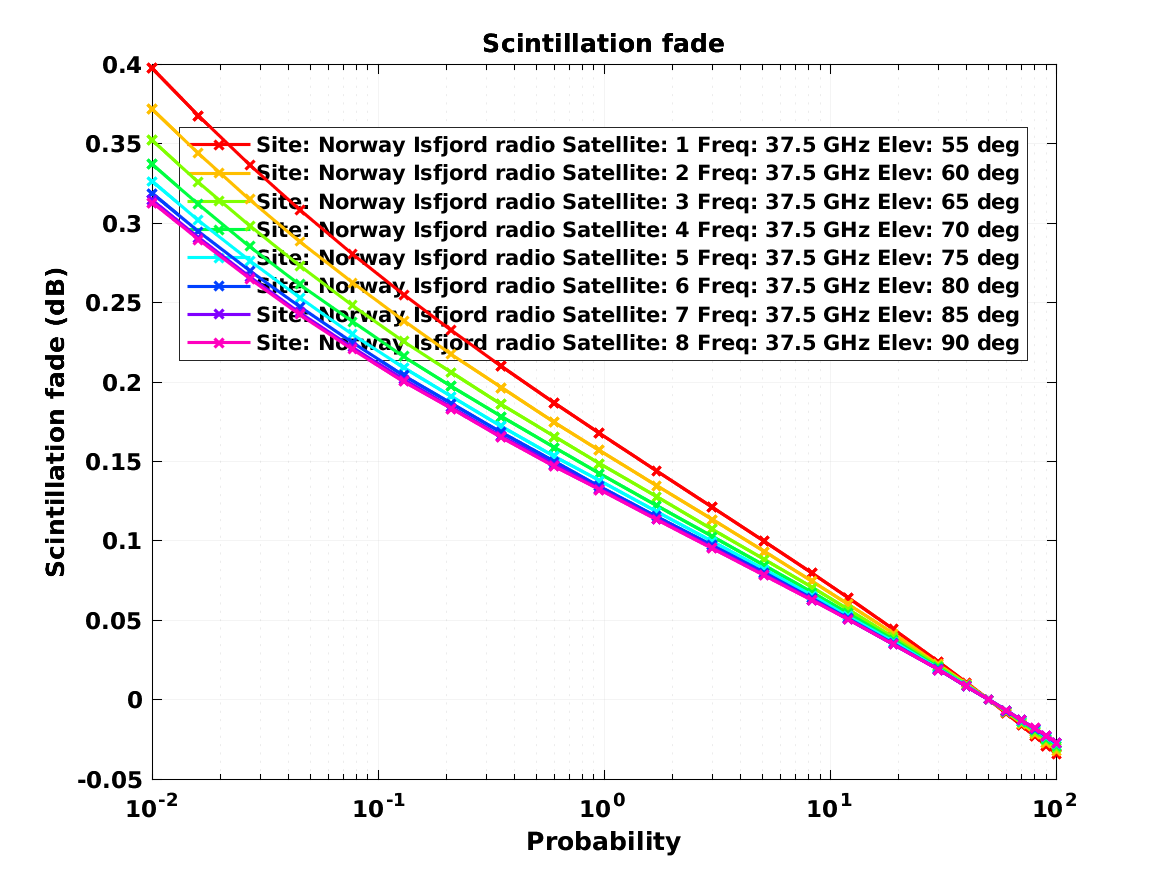 Scintillation fade
0.4
0.35
0.3
0.25
0.2
0.15
0.1
0.05
0
-0.05
Scintillation fade (dB)
Site: Norway Isfjord radio Satellite: 1 Freq: 37.5 GHz Elev: 55 deg
Site: Norway Isfjord radio Satellite: 2 Freq: 37.5 GHz Elev: 60 deg
Site: Norway Isfjord radio Satellite: 3 Freq: 37.5 GHz Elev: 65 deg
Site: Norway Isfjord radio Satellite: 4 Freq: 37.5 GHz Elev: 70 deg
Site: Norway Isfjord radio Satellite: 5 Freq: 37.5 GHz Elev: 75 deg
Site: Norway Isfjord radio Satellite: 6 Freq: 37.5 GHz Elev: 80 deg
Site: Norway Isfjord radio Satellite: 7 Freq: 37.5 GHz Elev: 85 deg
Site: Norway Isfjord radio Satellite: 8 Freq: 37.5 GHz Elev: 90 deg
10^-2 10^-1 10^0 10^1 10^2
Probability